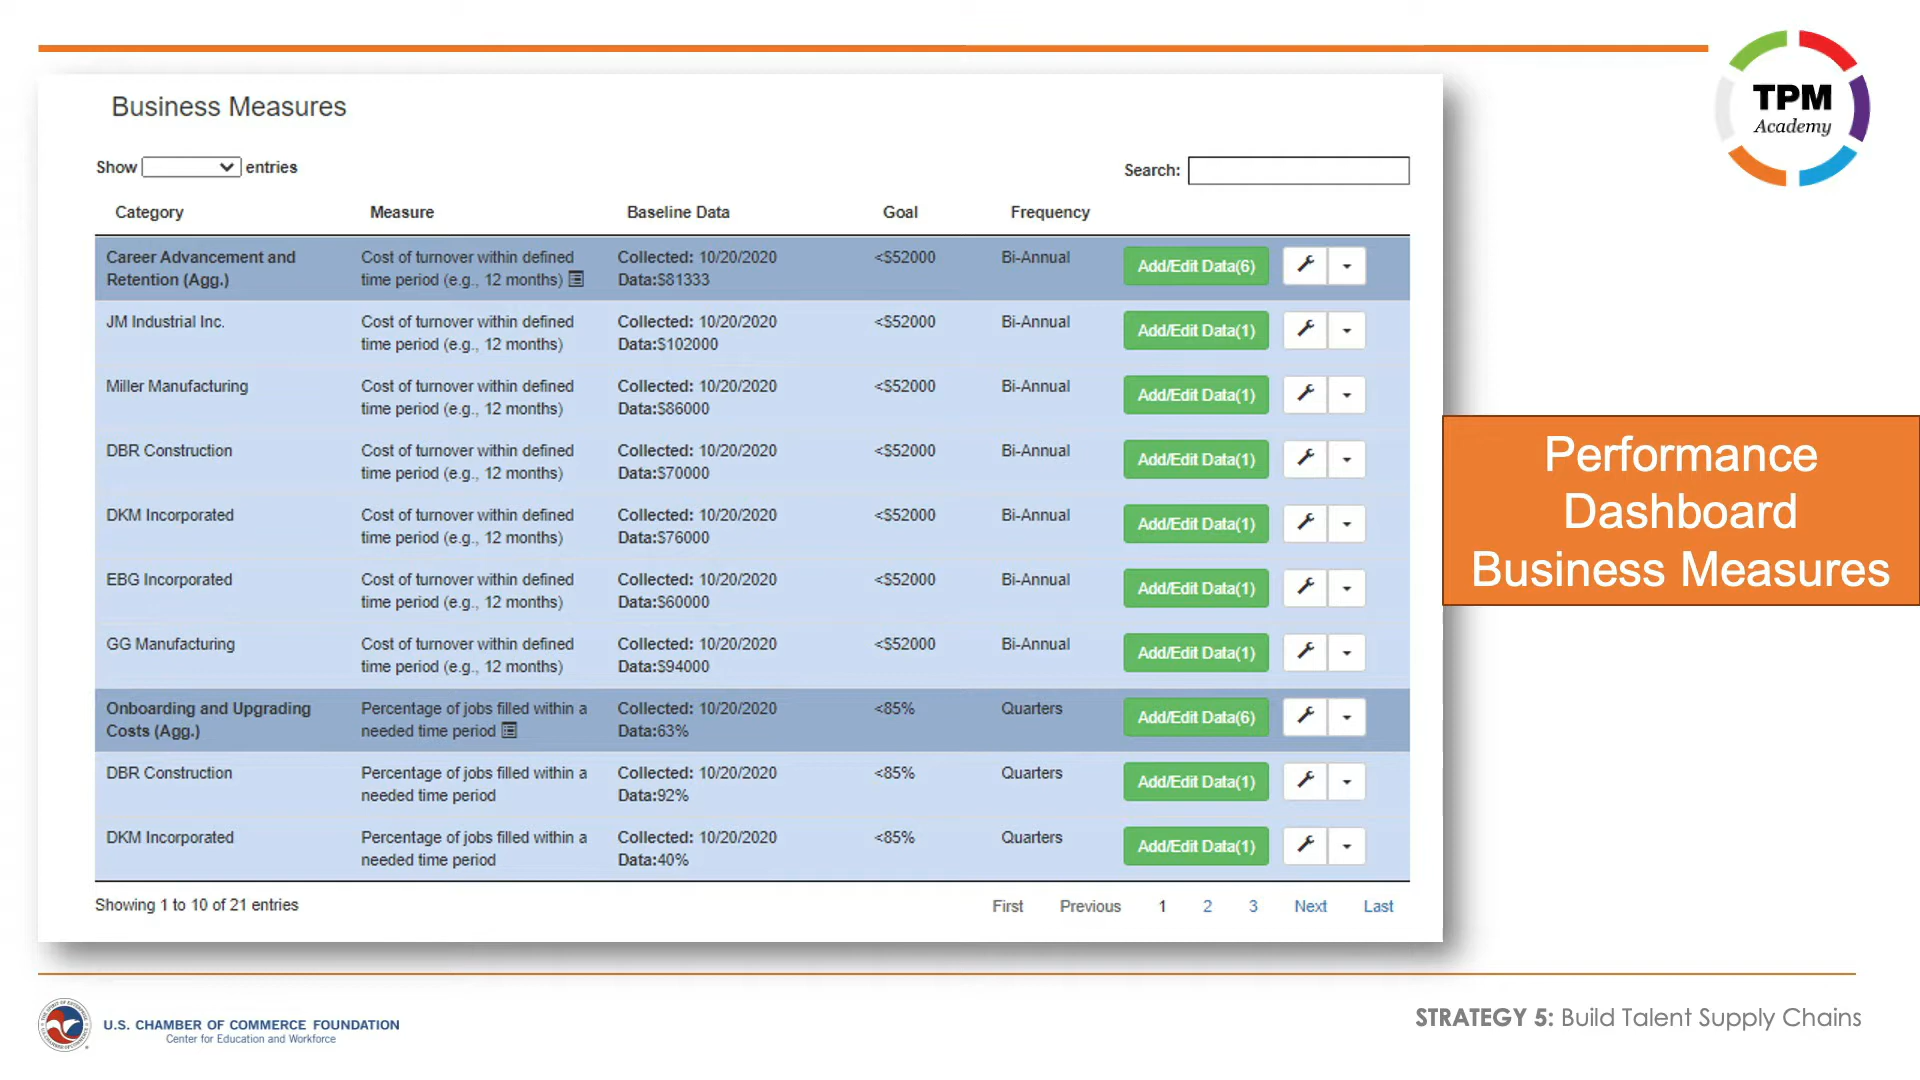 TPM
Academy
Business Measures
Show entries
Search:
Category Measure Baseline Data Goal Frequency
Career Advancement and Cost of turnover within defined Collected: 10/20/2020 <$52000 Bi-Annual Add/Edit Data(6)
Retention (Agg.) time period (e.g., 12 months) Data:$81333
JM Industrial Inc. Cost of turnover within defined Collected: 10/20/2020 <$52000 Bi-Annual Add/Edit Data(1)
time period (e.g., 12 months) Data:$102000
Miller Manufacturing Cost of turnover within defined Collected: 10/20/2020 <$52000 Bi-Annual Add/Edit Data(1)
time period (e.g., 12 months) Data:$86000
DBR Construction Cost of turnover within defined Collected: 10/20/2020 <$52000 Bi-Annual Add/Edit Data(1)
time period (e.g., 12 months) Data:$70000
DKM Incorporated Cost of turnover within defined Collected: 10/20/2020 <$52000 Bi-Annual Add/Edit Data(1)
time period (e.g., 12 months) Data:$76000
EBG Incorporated Cost of turnover within defined Collected: 10/20/2020 <$52000 Bi-Annual Add/Edit Data(1)
time period (e.g., 12 months) Data:$60000
GG Manufacturing Cost of turnover within defined Collected: 10/20/2020 <$52000 Bi-Annual Add/Edit Data(1)
time period (e.g., 12 months) Data:$94000
Onboarding and Upgrading Percentage of jobs filled within a Collected: 10/20/2020 <85% Quarters Add/Edit Data(6)
Costs (Agg.) needed time period Data:63%
DBR Construction Percentage of jobs filled within a Collected: 10/20/2020 <85% Quarters Add/Edit Data(1)
needed time period Data:92%
DKM Incorporated Percentage of jobs filled within a Collected: 10/20/2020 <85% Quarters Add/Edit Data(1)
needed time period Data:40%
Showing 1 to 10 of 21 entries First Previous 1 2 3 Next Last
Performance
Dashboard
Business Measures
U.S. CHAMBER OF COMMERCE FOUNDATION
Center for Education and Workforce
STRATEGY 5: Build Talent Supply Chains